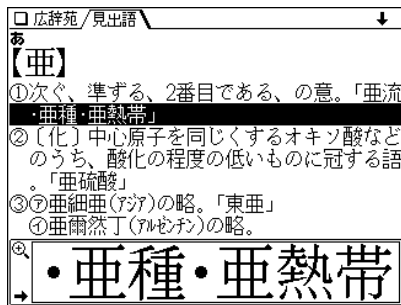 広辞苑/見出語
あ
【亜】
①次ぐ、準ずる、2番目である、の意。「亜流
・亜種・亜熱帯」
②〔化〕中心原子を同じくするオキソ酸など
のうち、酸化の程度の低いものに冠する語
。「亜硫酸」
③㋐亜細亜(アジア)の略。「東亜」
㋑亜爾然丁(アルゼンチン)の略。
・亜種・亜熱帯